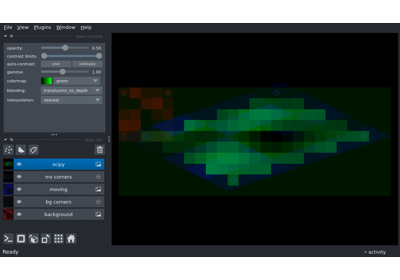 File View Plugins Window Help
opacity: 0.50
contrast limits:
auto-contrast: once continuous
gamma: 1.00
colormap: green
blending: translucent_no_depth
interpolation: nearest
scipy
mv corners
moving
bg corners
background
Ready
activity